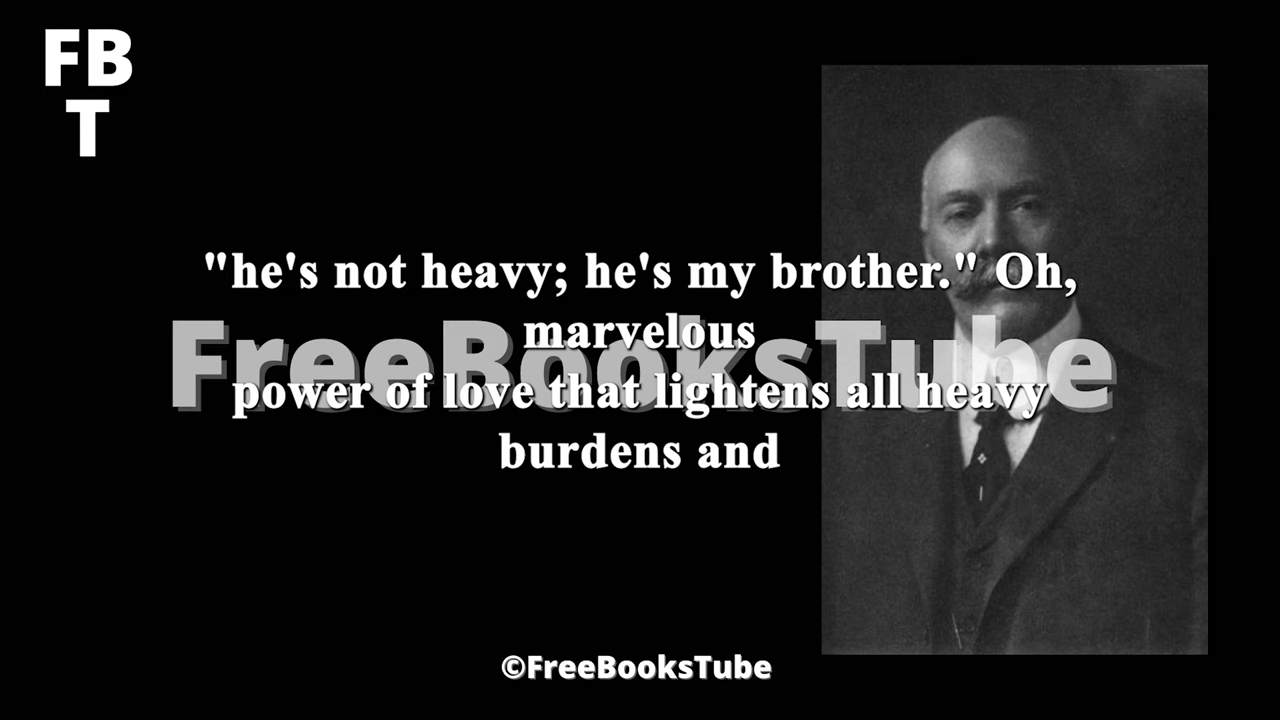 FB
T
"he's not heavy; he's my brother." Oh,
marvelous
FreeBooksTube
power of love that lightens all heavy
burdens and
©FreeBooksTube